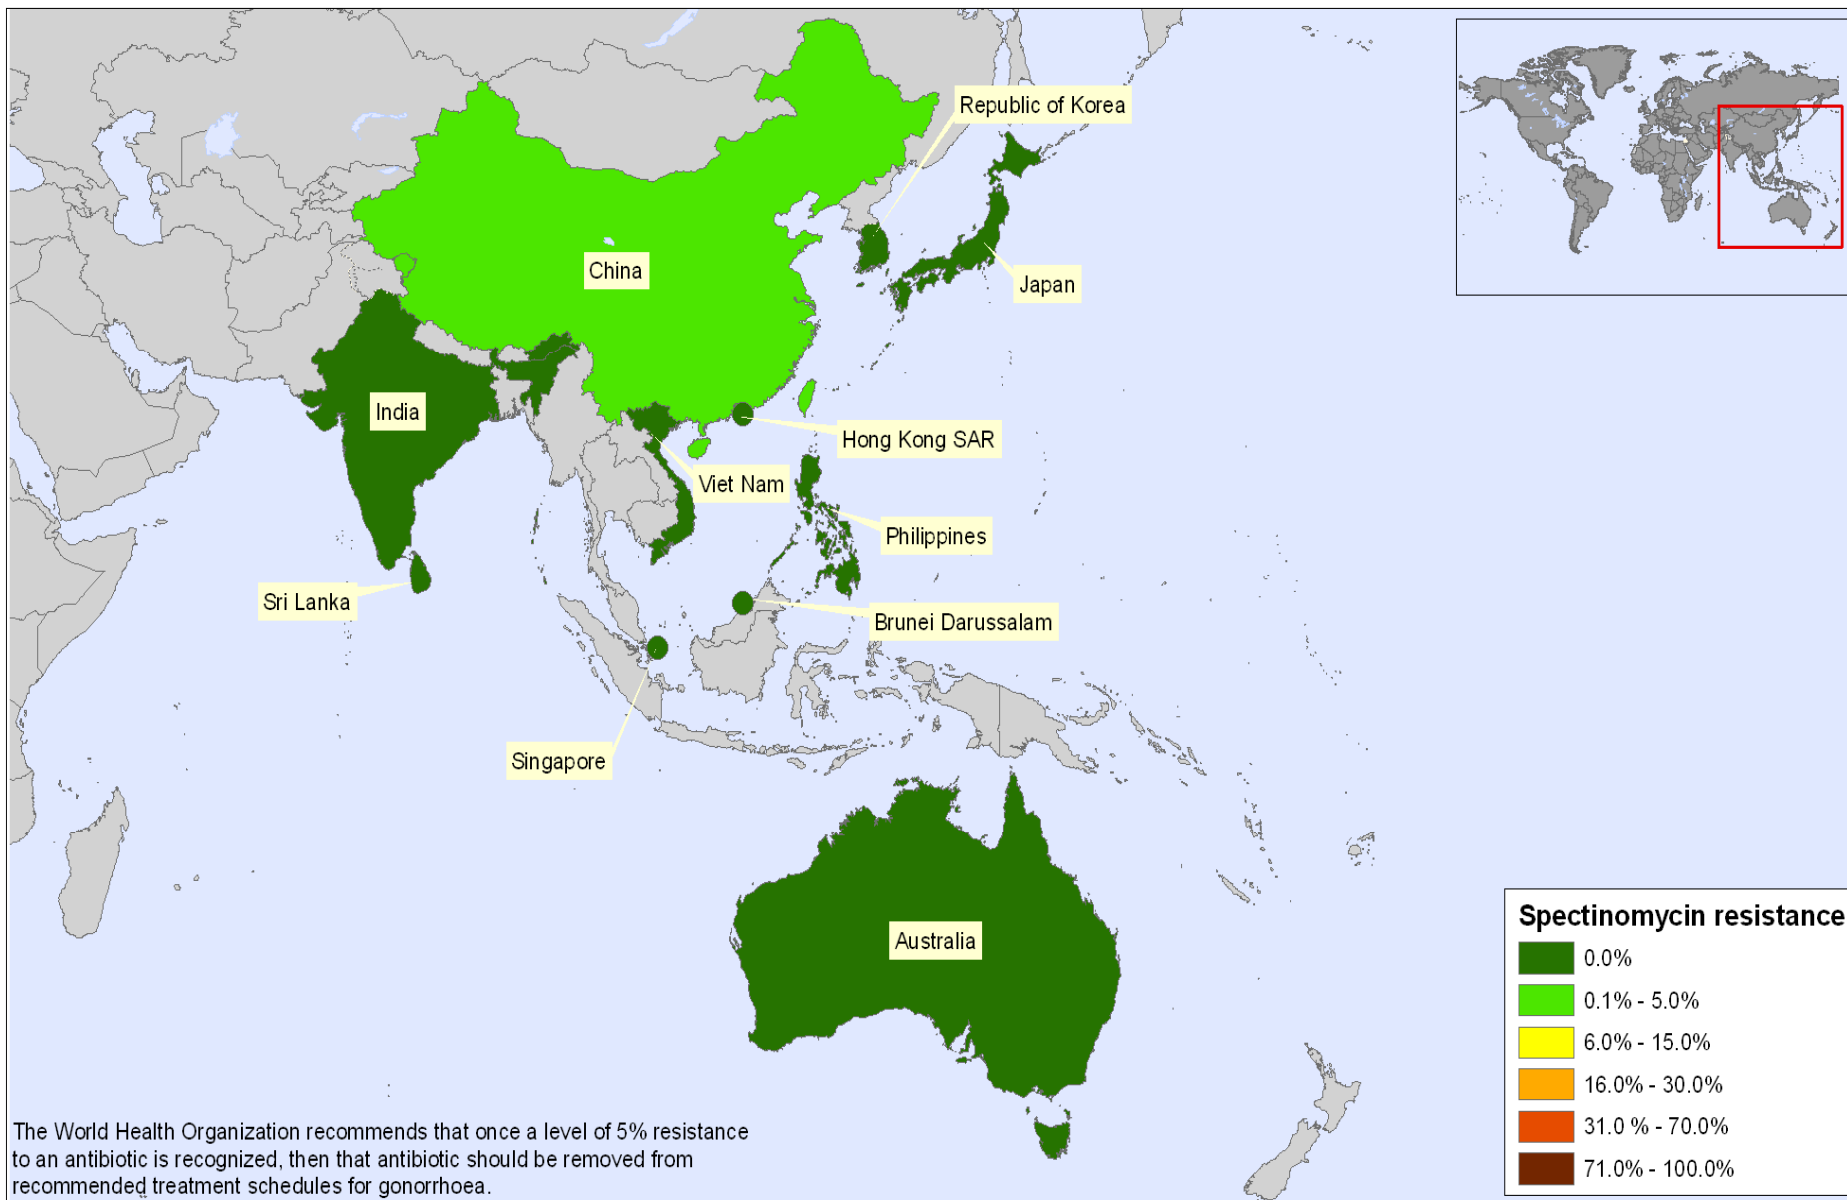 Republic of Korea
China
Japan
India
Hong Kong SAR
Viet Nam
Philippines
Sri Lanka
Brunei Darussalam
Singapore
Australia
Spectinomycin resistance
0.0%
0.1% - 5.0%
6.0% - 15.0%
16.0% - 30.0%
31.0 % - 70.0%
71.0% - 100.0%
The World Health Organization recommends that once a level of 5% resistance
to an antibiotic is recognized, then that antibiotic should be removed from
recommended treatment schedules for gonorrhoea.